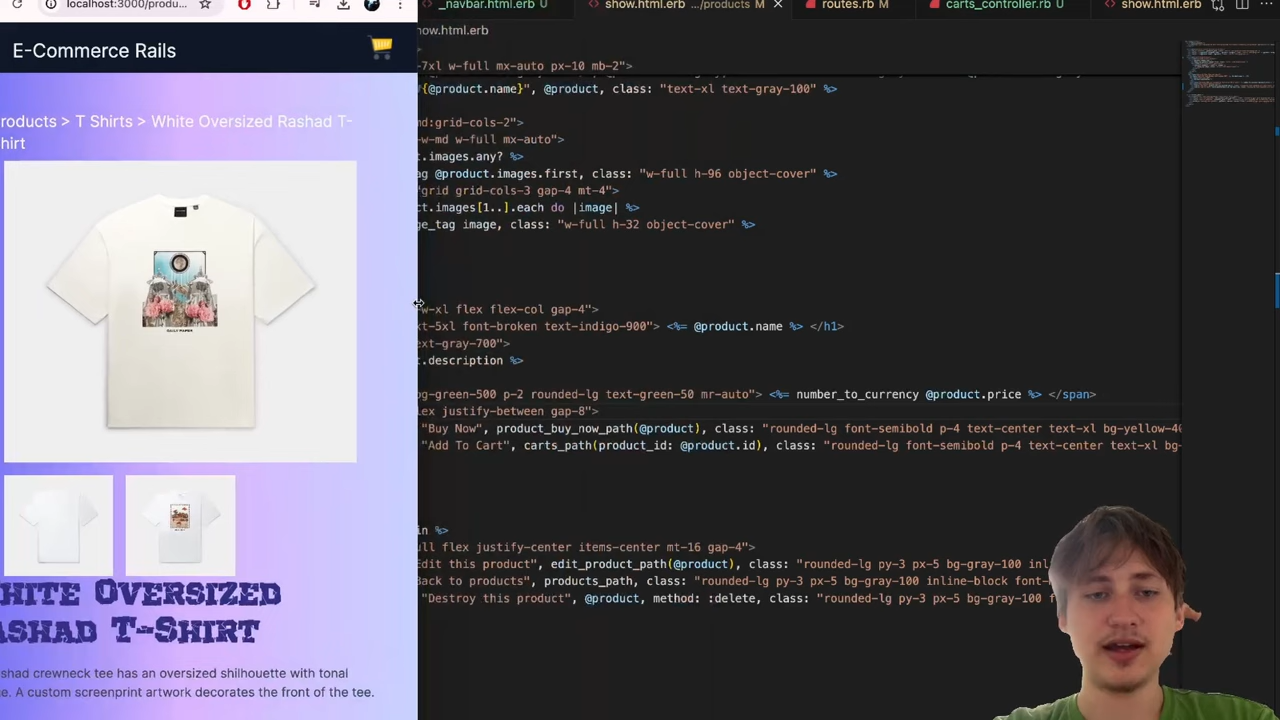 localhost:3000/produ...
_navbar.html.erb U
show.html.erb .../products M
routes.rb M
carts_controller.rb U
show.html.erb
how.html.erb
E-Commerce Rails
roducts > T Shirts > White Oversized Rashad T-
hirt
HITE OVERSIZED
ASHAD T-SHIRT
shad crewneck tee has an oversized shilhouette with tonal
e. A custom screenprint artwork decorates the front of the tee.
-7xl w-full mx-auto px-10 mb-2">
{@product.name}", @product, class: "text-xl text-gray-100" %>
md:grid-cols-2">
-w-md w-full mx-auto">
t.images.any? %>
ag @product.images.first, class: "w-full h-96 object-cover" %>
"grid grid-cols-3 gap-4 mt-4">
ct.images[1..].each do |image| %>
ge_tag image, class: "w-full h-32 object-cover" %>
w-xl flex flex-col gap-4">
xt-5xl font-broken text-indigo-900"> <%= @product.name %> </h1>
ext-gray-700">
t.description %>
bg-green-500 p-2 rounded-lg text-green-50 mr-auto"> <%= number_to_currency @product.price %> </span>
lex justify-between gap-8">
"Buy Now", product_buy_now_path(@product), class: "rounded-lg font-semibold p-4 text-center text-xl bg-yellow-40
"Add To Cart", carts_path(product_id: @product.id), class: "rounded-lg font-semibold p-4 text-center text-xl bg-
in %>
ull flex justify-center items-center mt-16 gap-4">
Edit this product", edit_product_path(@product), class: "rounded-lg py-3 px-5 bg-gray-100 inl
Back to products", products_path, class: "rounded-lg py-3 px-5 bg-gray-100 inline-block font-
"Destroy this product", @product, method: :delete, class: "rounded-lg py-3 px-5 bg-gray-100 f